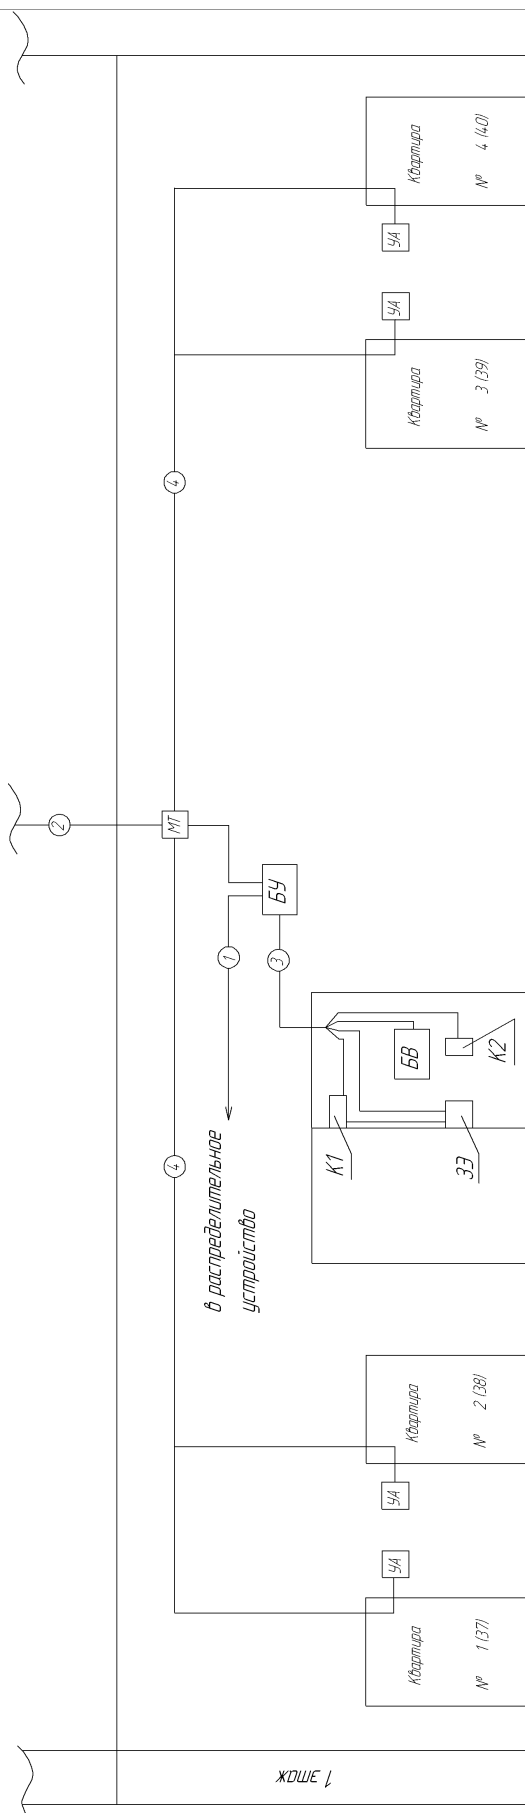 1 этаж
Квартира
№ 1 (37)
УА
УА
Квартира
№ 2 (38)
4
в распределительное
устройство
К1
ЗЭ
БВ
К2
1
3
БУ
2
МТ
4
Квартира
№ 3 (39)
УА
УА
Квартира
№ 4 (40)